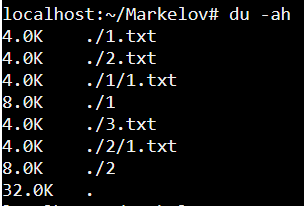 localhost:~/Markelov# du -ah
4.0K    ./1.txt
4.0K    ./2.txt
4.0K    ./1/1.txt
8.0K    ./1
4.0K    ./3.txt
4.0K    ./2/1.txt
8.0K    ./2
32.0K   .